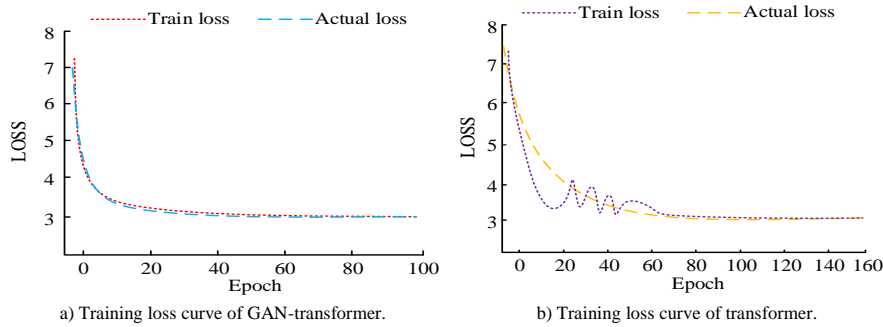 Train loss Actual loss
8
7
6
5
4
3
LOSS
0 20 40 60 80 100
Epoch
a) Training loss curve of GAN-transformer.
Train loss Actual loss
8
7
6
5
4
3
LOSS
0 20 40 60 80 100 120 140 160
Epoch
b) Training loss curve of transformer.